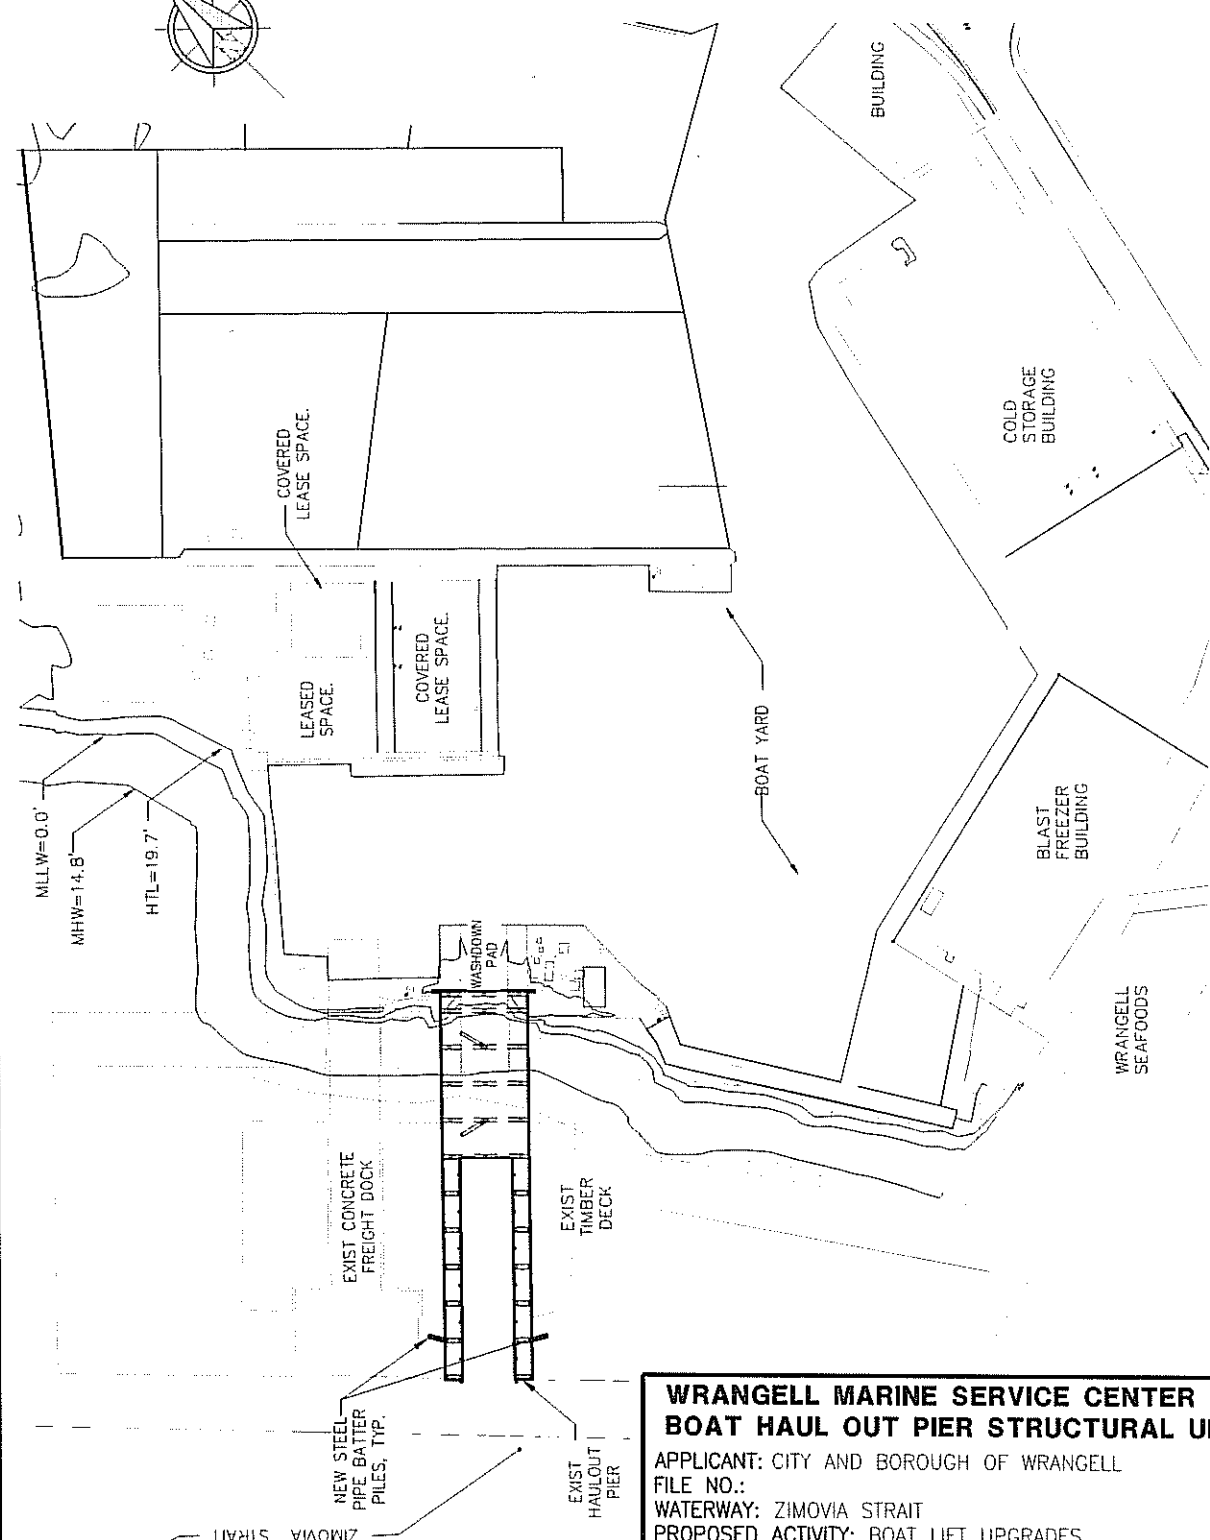 BUILDING
COLD
STORAGE
BUILDING
COVERED
LEASE SPACE.
LEASED
SPACE.
COVERED
LEASE SPACE.
MLLW=0.0'
MHW=14.8'
HTL=19.7'
BOAT YARD
BLAST
FREEZER
BUILDING
WASHDOWN
PAD
WRANGELL
SEAFOODS
EXIST CONCRETE
FREIGHT DOCK
EXIST
TIMBER
DECK
NEW STEEL
PIPE BATTER
PILES, TYP.
EXIST
HAULOUT
PIER
ZIMOVIA STRAIT
WRANGELL MARINE SERVICE CENTER
BOAT HAUL OUT PIER STRUCTURAL
APPLICANT: CITY AND BOROUGH OF WRANGELL
FILE NO.:
WATERWAY: ZIMOVIA STRAIT
PROPOSED ACTIVITY: BOAT LIFT UPGRADES